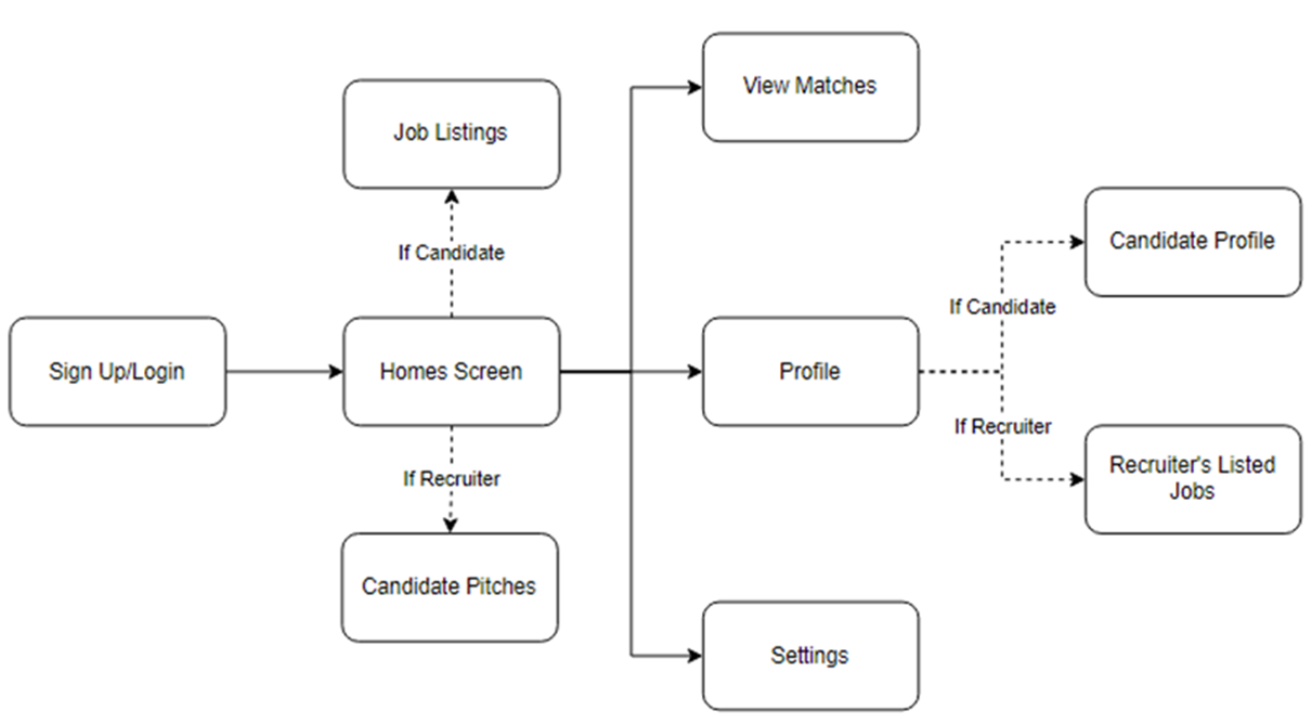 View Matches
Job Listings
Candidate Profile
If Candidate
If Candidate
Sign Up/Login
Homes Screen
Profile
If Recruiter
Recruiter's Listed
Jobs
If Recruiter
Candidate Pitches
Settings